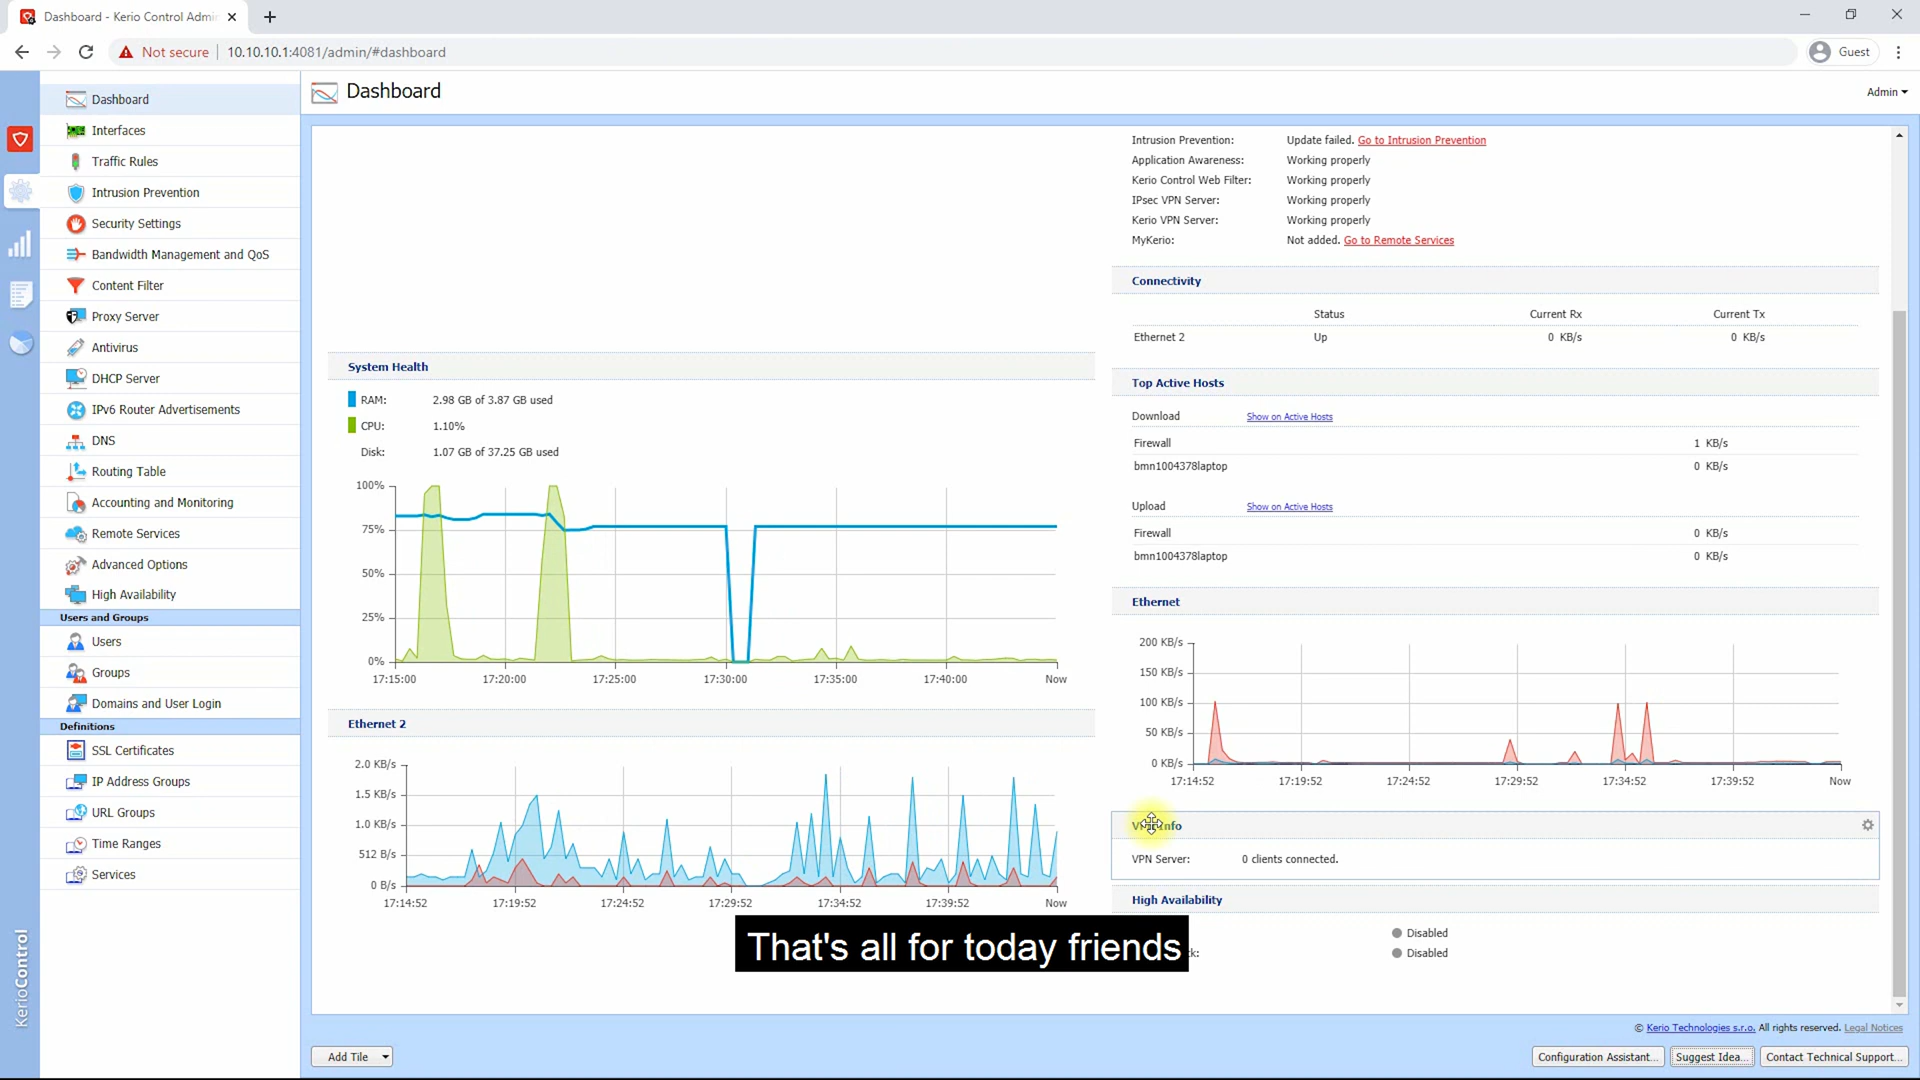 Dashboard - Kerio Control Admin
Not secure
10.10.10.1:4081/admin/#dashboard
Guest
Dashboard
Interfaces
Traffic Rules
Intrusion Prevention
Security Settings
Bandwidth Management and QoS
Content Filter
Proxy Server
Antivirus
DHCP Server
IPv6 Router Advertisements
DNS
Routing Table
Accounting and Monitoring
Remote Services
Advanced Options
High Availability
Users and Groups
Users
Groups
Domains and User Login
Definitions
SSL Certificates
IP Address Groups
URL Groups
Time Ranges
Services
KerioControl
Dashboard
Admin
System Health
RAM: 2.98 GB of 3.87 GB used
CPU: 1.10%
Disk: 1.07 GB of 37.25 GB used
100%
75%
50%
25%
0%
17:15:00 17:20:00 17:25:00 17:30:00 17:35:00 17:40:00 Now
Ethernet 2
2.0 KB/s
1.5 KB/s
1.0 KB/s
512 B/s
0 B/s
17:14:52 17:19:52 17:24:52 17:29:52 17:34:52 17:39:52 Now
Intrusion Prevention: Update failed. Go to Intrusion Prevention
Application Awareness: Working properly
Kerio Control Web Filter: Working properly
IPsec VPN Server: Working properly
Kerio VPN Server: Working properly
MyKerio: Not added. Go to Remote Services
Connectivity
Status Current Rx Current Tx
Ethernet 2 Up 0 KB/s 0 KB/s
Top Active Hosts
Download Show on Active Hosts
Firewall 1 KB/s
bmn1004378laptop 0 KB/s
Upload Show on Active Hosts
Firewall 0 KB/s
bmn1004378laptop 0 KB/s
Ethernet
200 KB/s
150 KB/s
100 KB/s
50 KB/s
0 KB/s
17:14:52 17:19:52 17:24:52 17:29:52 17:34:52 17:39:52 Now
VPN Info
VPN Server: 0 clients connected.
High Availability
Disabled
Disabled
That's all for today friends
© Kerio Technologies s.r.o. All rights reserved. Legal Notices
Add Tile
Configuration Assistant...
Suggest Idea...
Contact Technical Support...